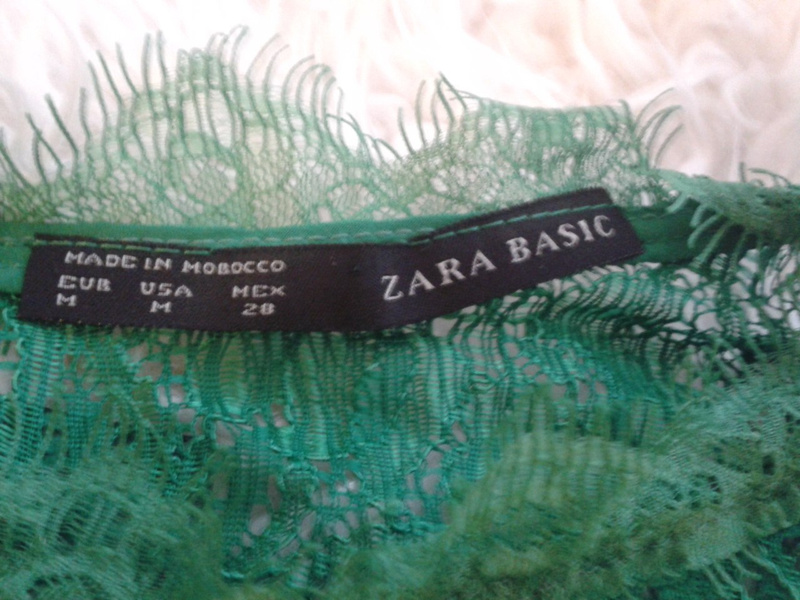 MADE IN MOROCCO
EUR USA MEX
M M 28
ZARA BASIC